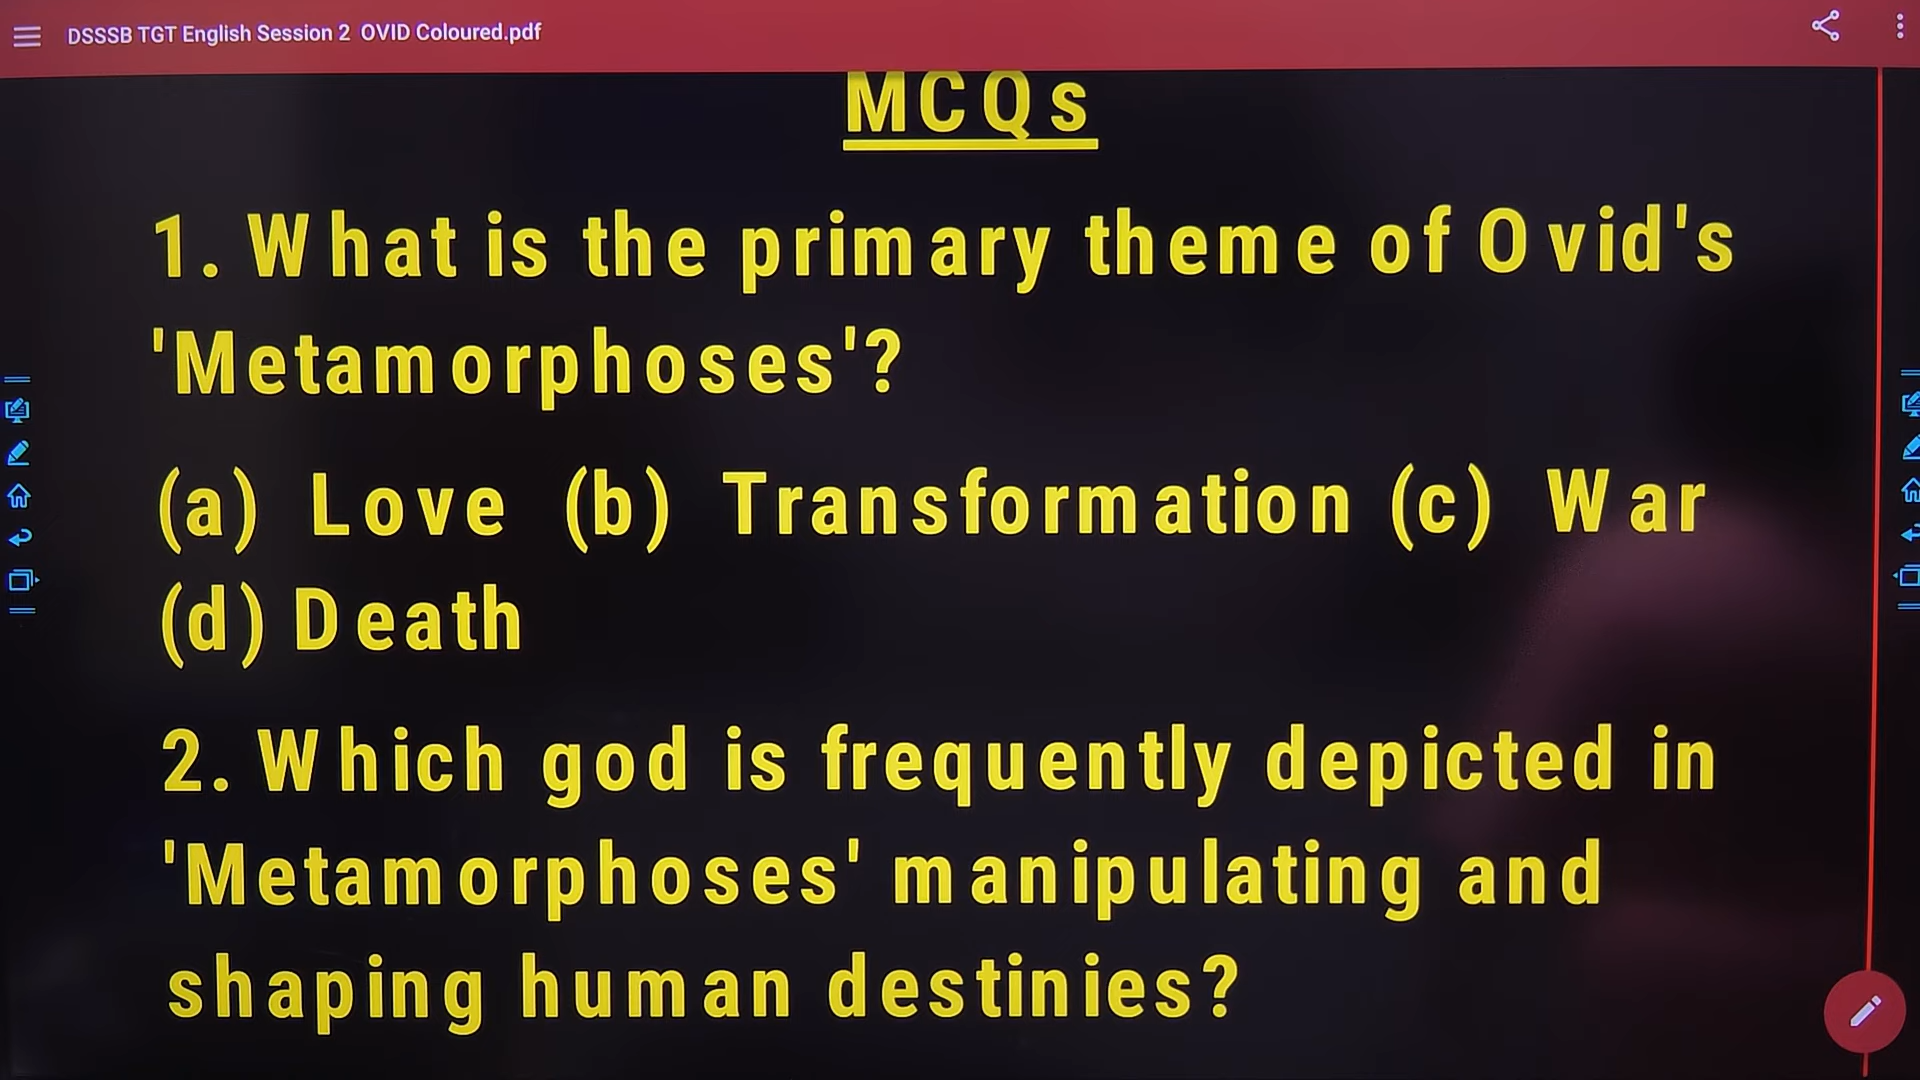 DSSSB TGT English Session 2 OVID Coloured.pdf
MCQs
1. What is the primary theme of Ovid's
'Metamorphoses'?
(a) Love (b) Transformation (c) War
(d) Death
2. Which god is frequently depicted in
'Metamorphoses' manipulating and
shaping human destinies?